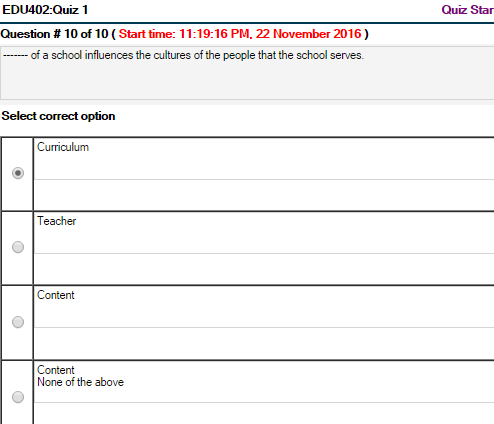 EDU402:Quiz 1 Quiz Star
Question # 10 of 10 ( Start time: 11:19:16 PM, 22 November 2016 )
------- of a school influences the cultures of the people that the school serves.
Select correct option
Curriculum
Teacher
Content
Content
None of the above